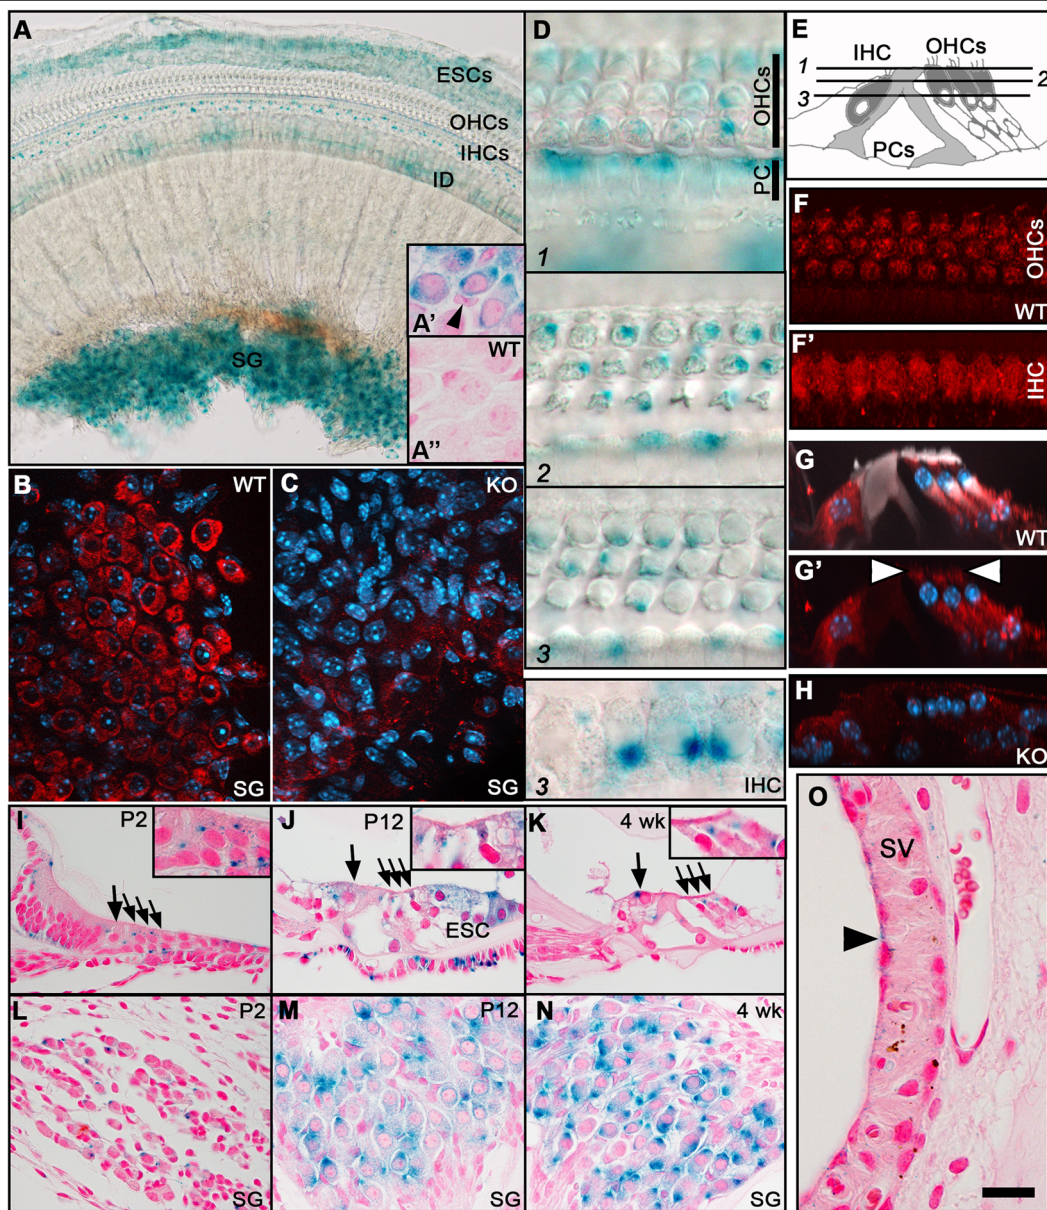 A
ESCs
OHCs
IHCs
ID
SG
A'
WT
A''
B
WT
SG
C
KO
SG
D
OHCs
PC
1
2
3
3
IHC
E
IHC
OHCs
1
2
3
PCs
F
OHCs
WT
F'
IHC
G
WT
G'
H
KO
I
P2
J
P12
ESC
K
4 wk
L
P2
SG
M
P12
SG
N
4 wk
SG
O
SV